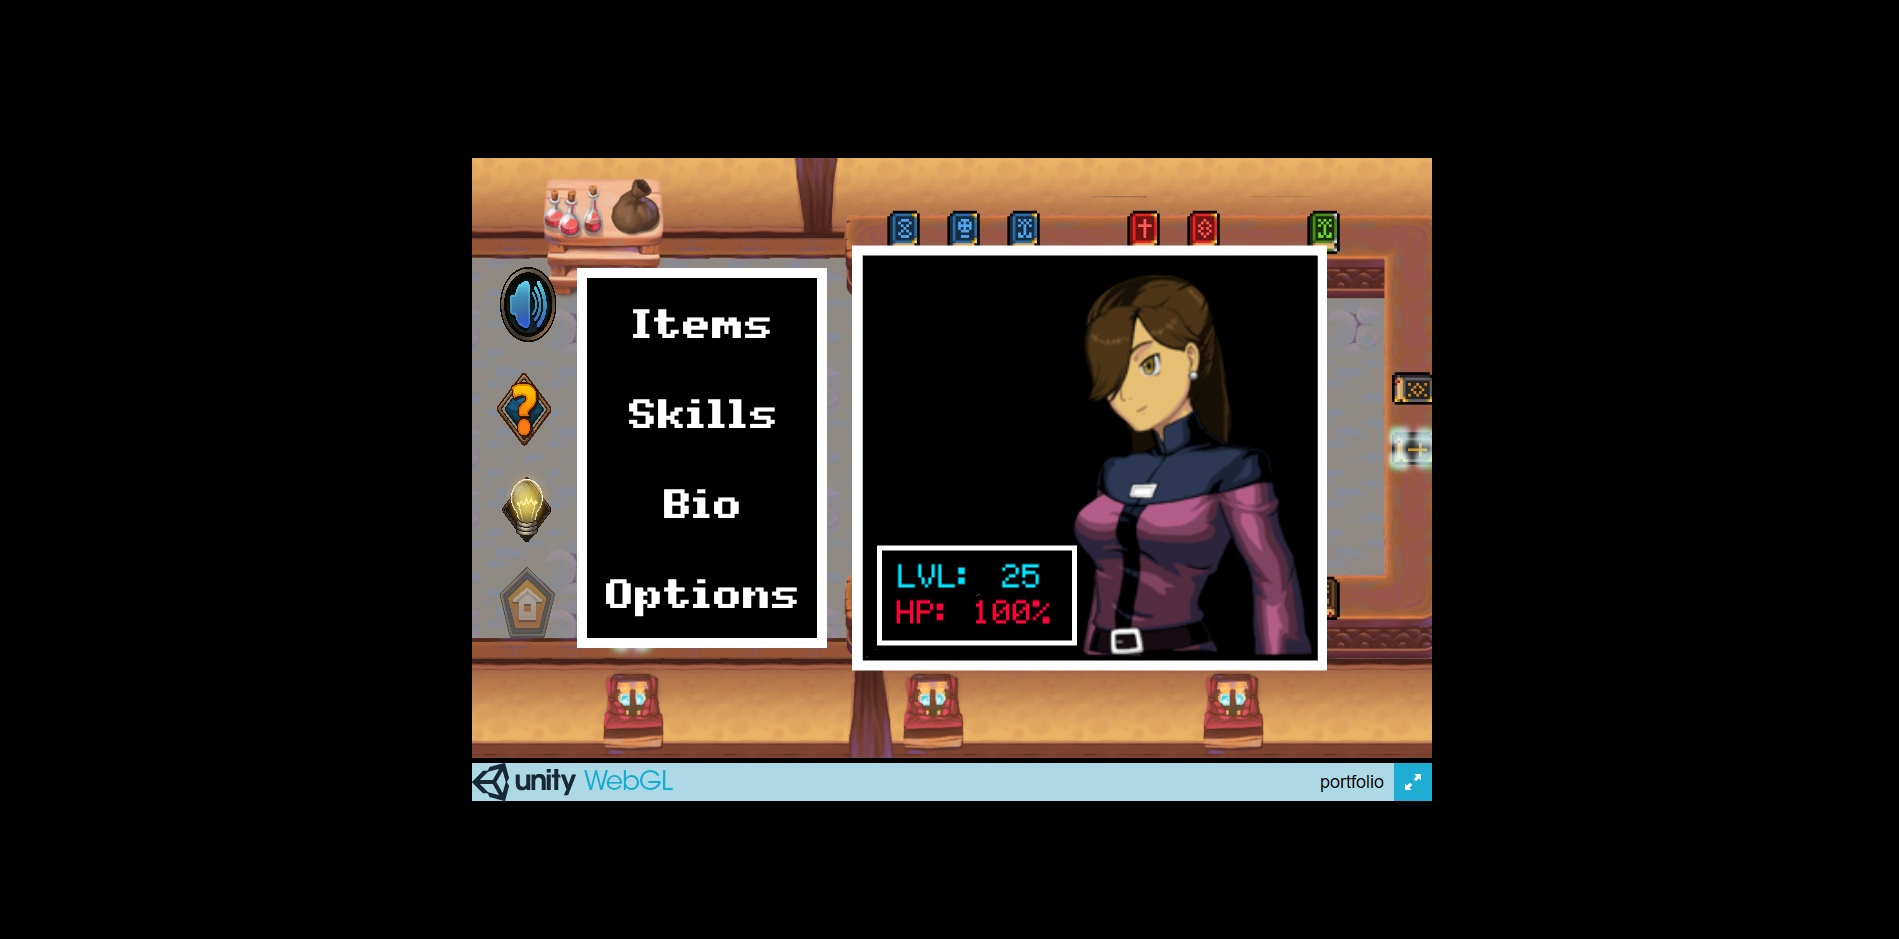 Items
Skills
Bio
Options
LVL: 25
HP: 100%
unity WebGL
portfolio